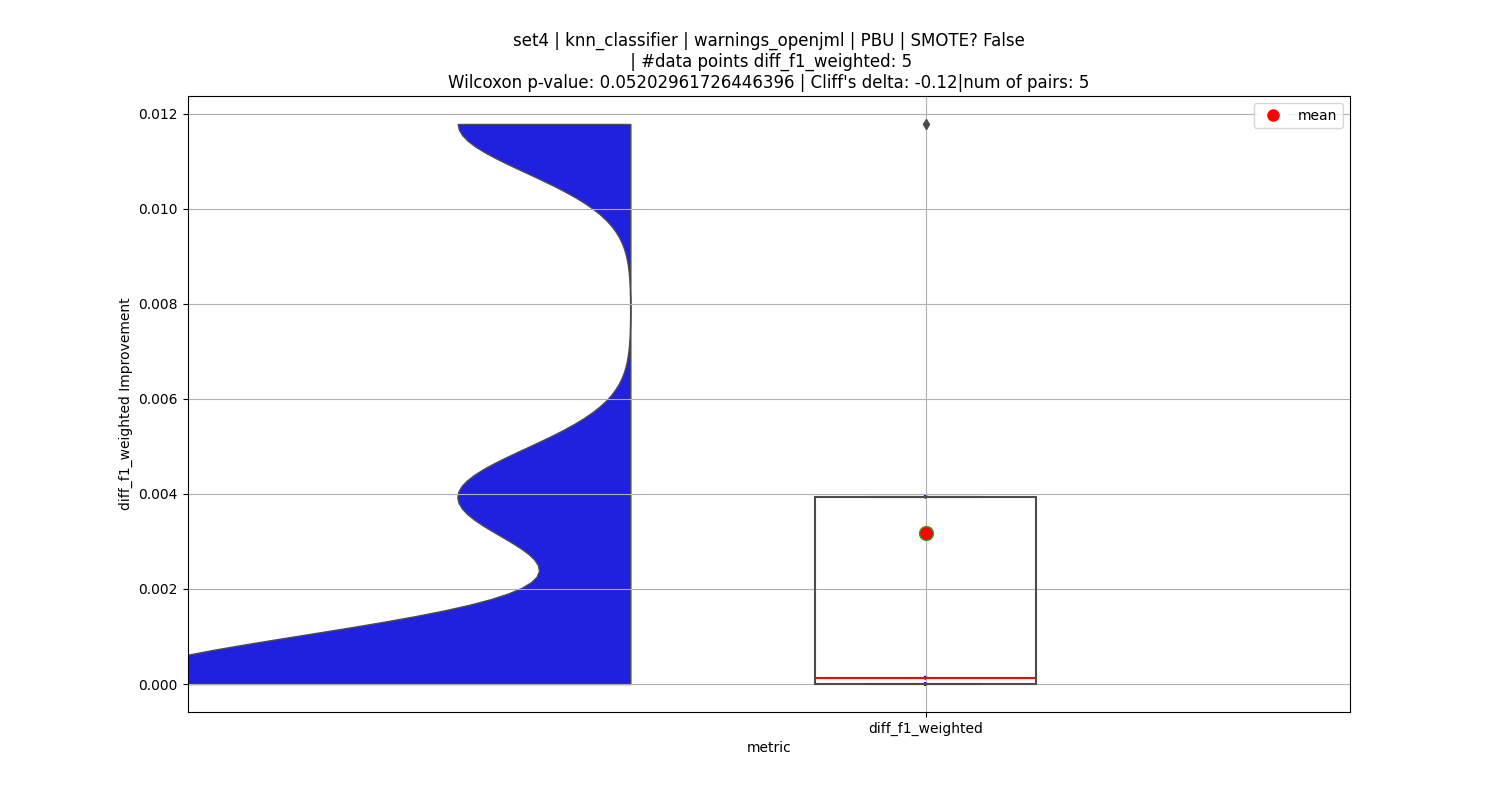 set4 | knn_classifier | warnings_openjml | PBU | SMOTE? False
| #data points diff_f1_weighted: 5
Wilcoxon p-value: 0.05202961726446396 | Cliff's delta: -0.12|num of pairs: 5
mean
0.012
0.010
0.008
0.006
0.004
0.002
0.000
diff_f1_weighted Improvement
diff_f1_weighted
metric